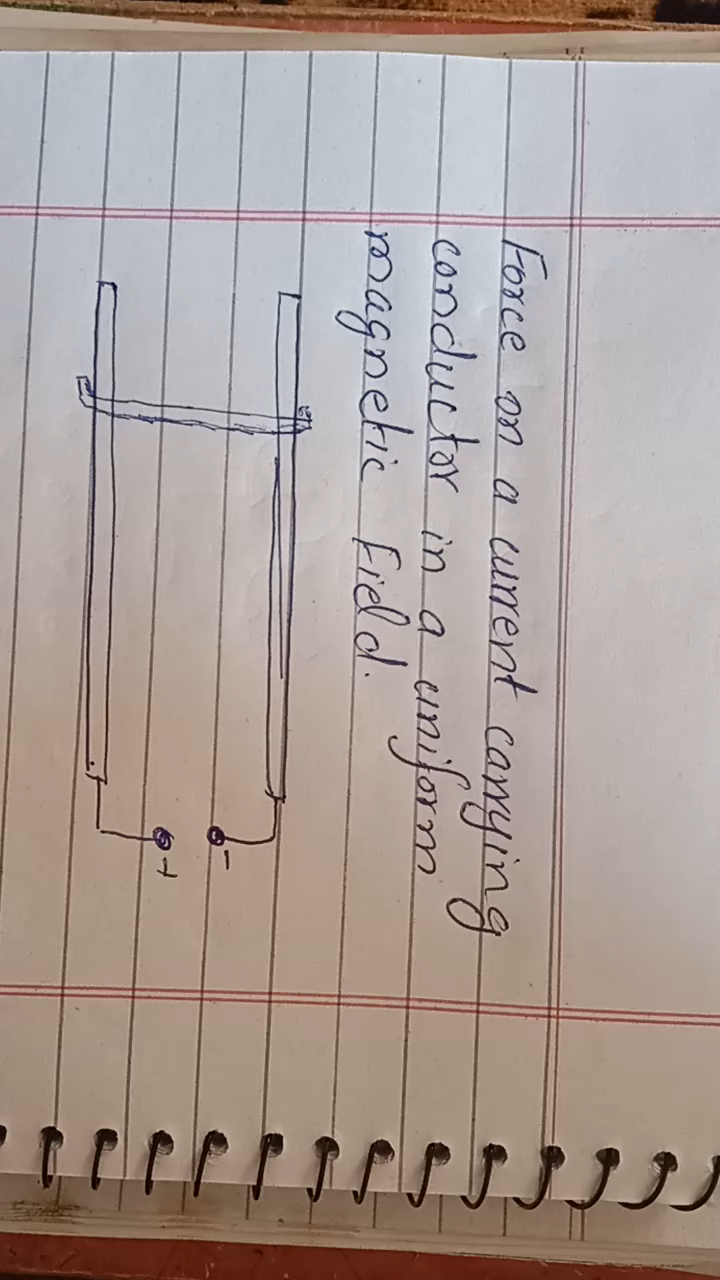 Force on a current carrying
conductor in a uniform
magnetic Field.
-
+